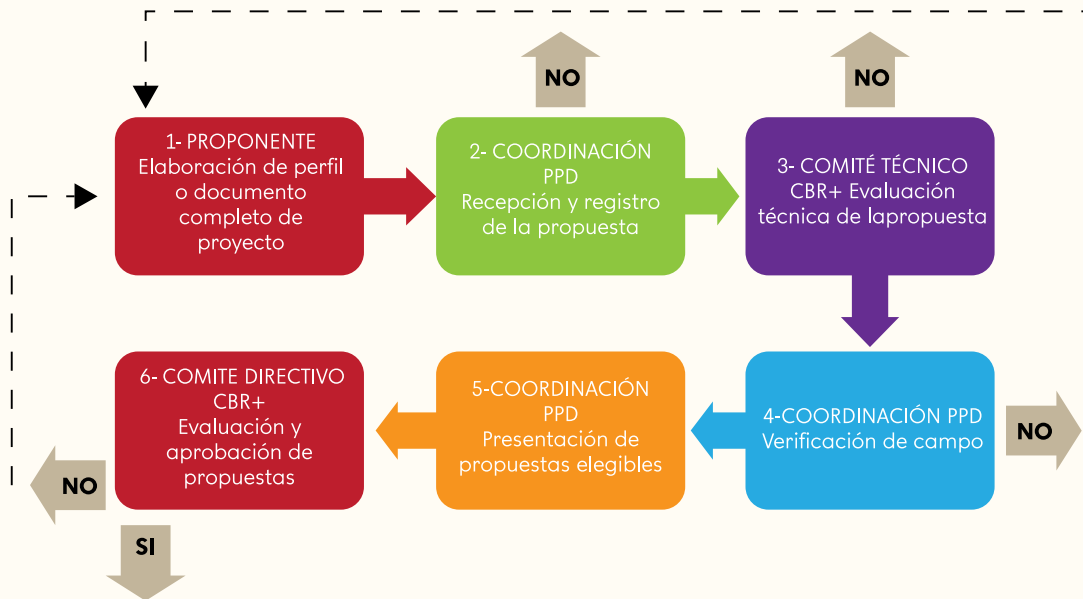 NO
NO
1- PROPONENTE
Elaboración de perfil
o documento
completo de
proyecto
2- COORDINACIÓN
PPD
Recepción y registro
de la propuesta
3- COMITÉ TÉCNICO
CBR+ Evaluación
técnica de lapropuesta
4-COORDINACIÓN PPD
Verificación de campo
NO
5-COORDINACIÓN
PPD
Presentación de
propuestas elegibles
6- COMITE DIRECTIVO
CBR+
Evaluación y
aprobación de
propuestas
NO
SI